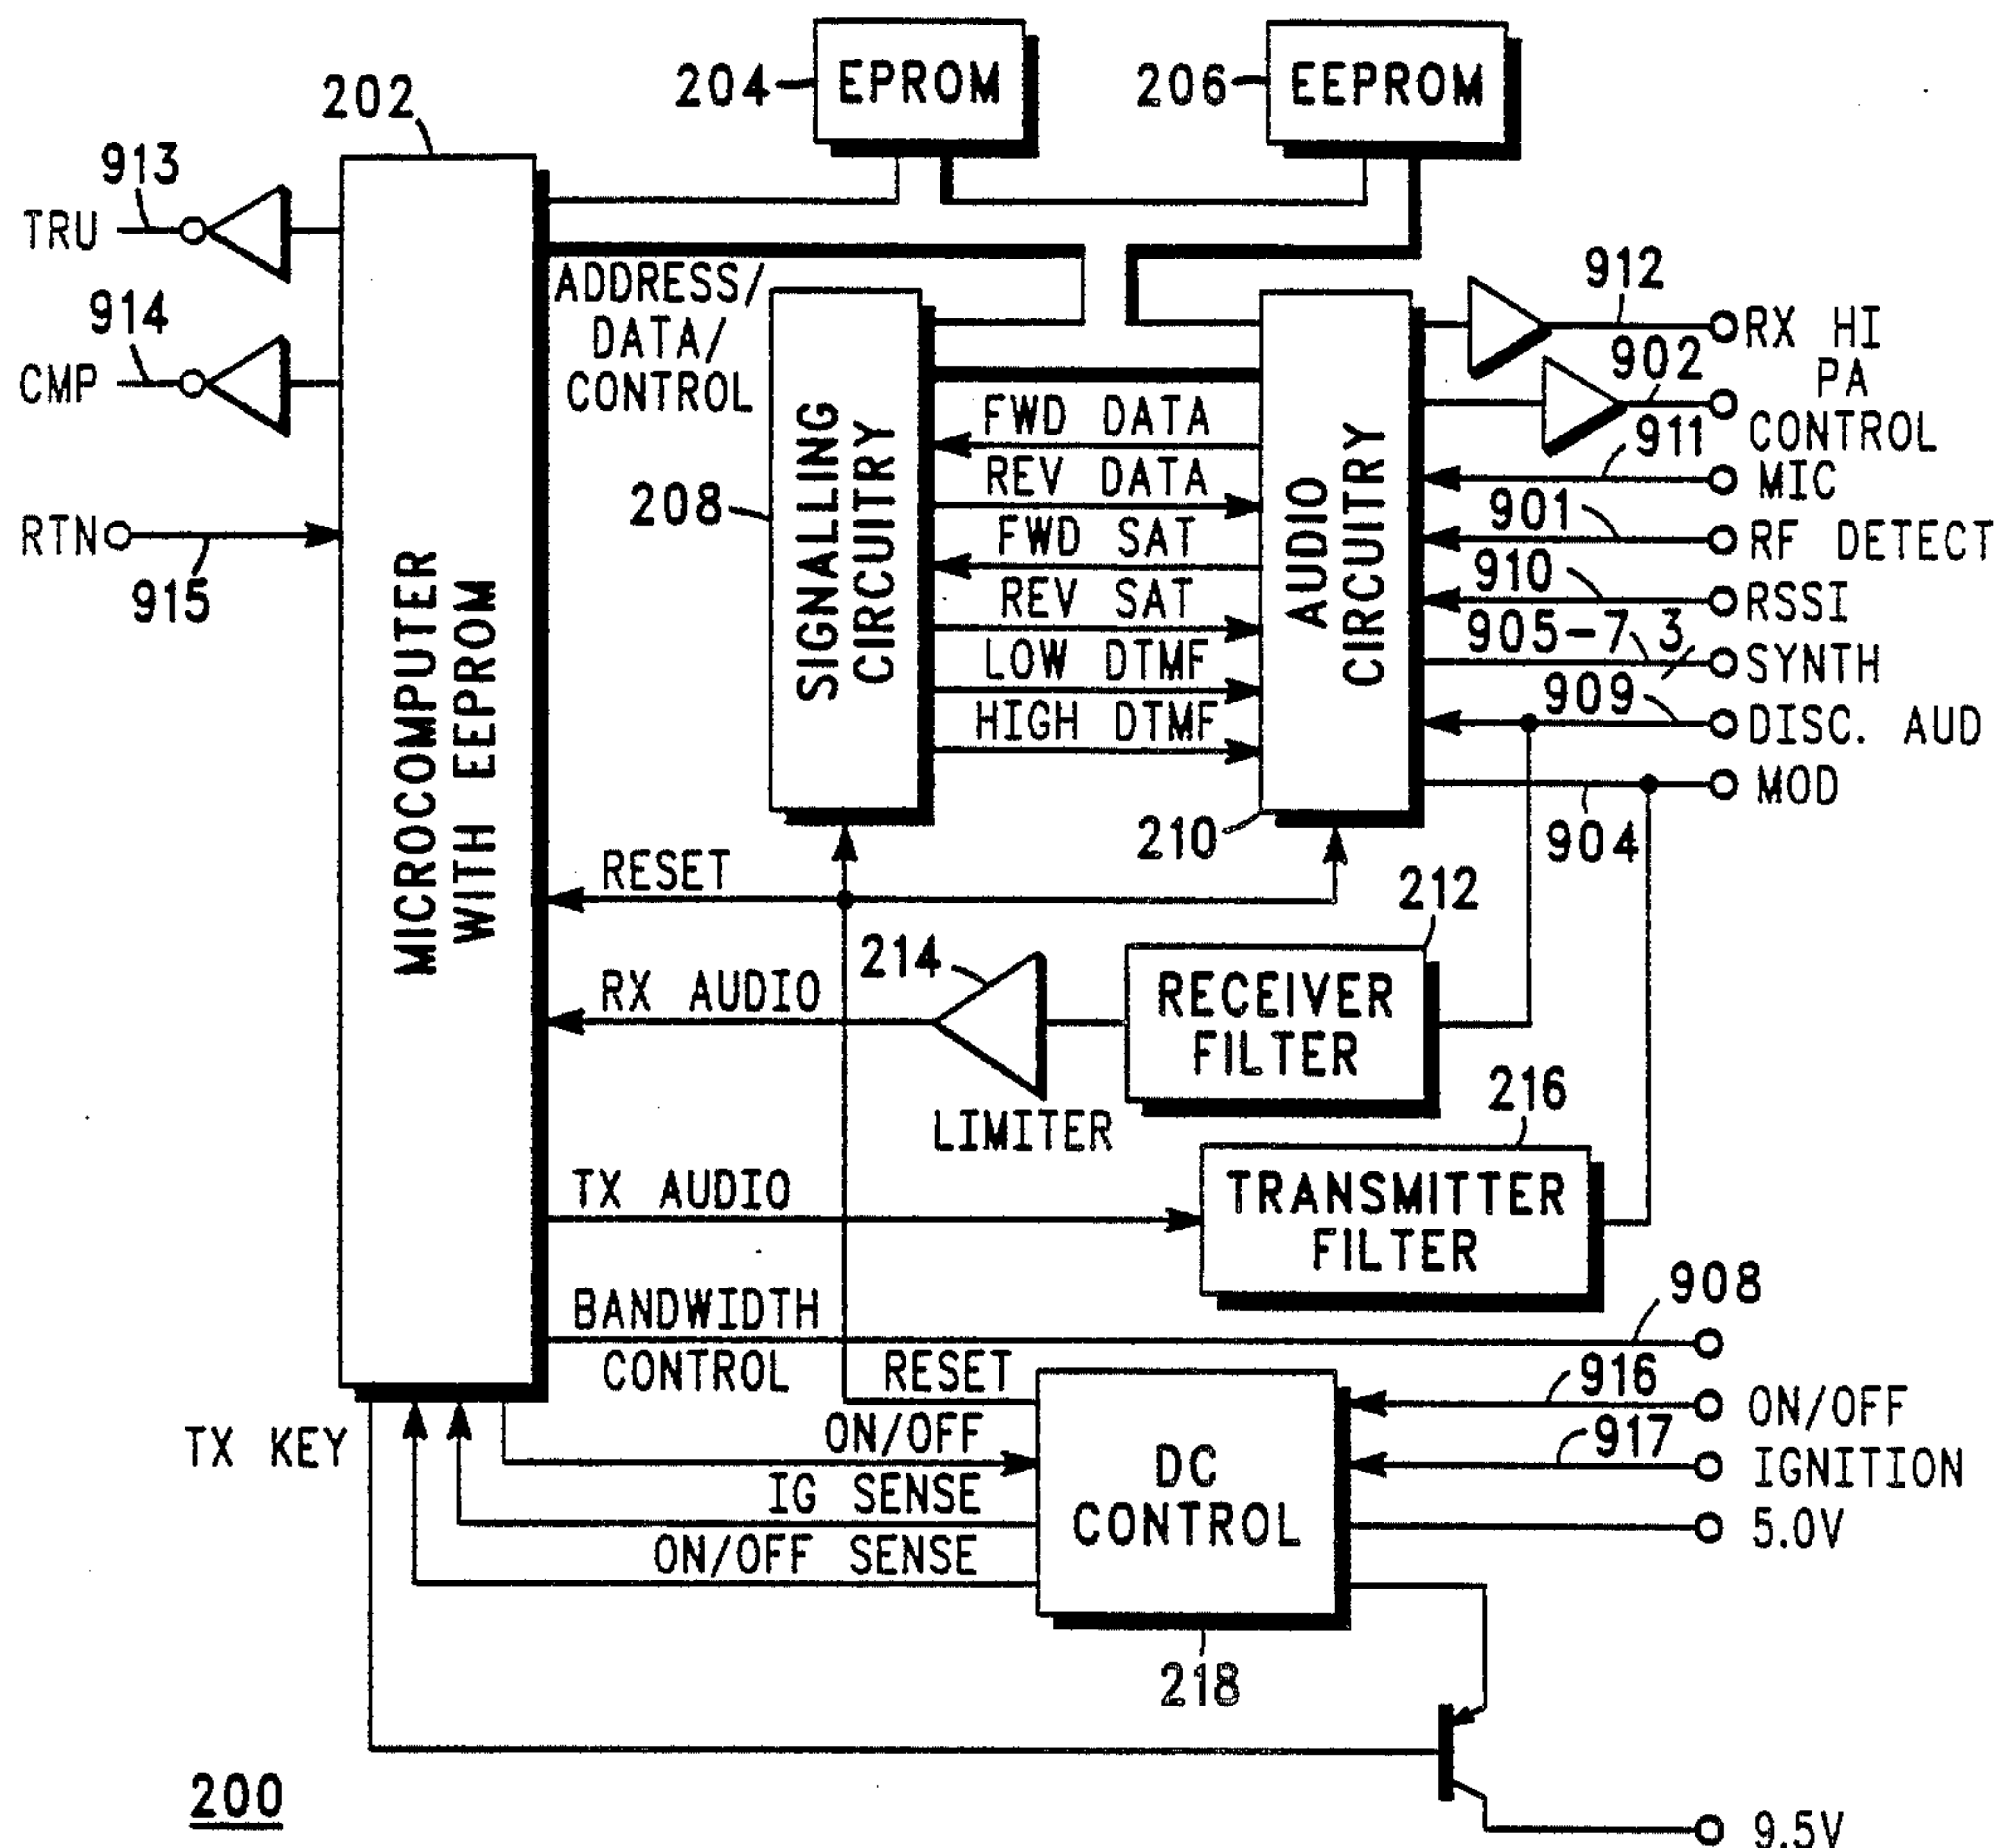 204
EPROM
206
EEPROM
202
913
TRU
914
CMP
RTN
915
MICROCOMPUTER
WITH EEPROM
ADDRESS/
DATA/
CONTROL
208
SIGNALLING
CIRCUITRY
FWD DATA
REV DATA
FWD SAT
REV SAT
LOW DTMF
HIGH DTMF
AUDIO
CIRCUITRY
210
912
RX HI
902
PA
CONTROL
911
MIC
901
RF DETECT
910
RSSI
905-7
3
SYNTH
909
DISC. AUD
MOD
904
RESET
212
RECEIVER
FILTER
214
RX AUDIO
LIMITER
216
TRANSMITTER
FILTER
TX AUDIO
908
BANDWIDTH
CONTROL
RESET
916
ON/OFF
917
IGNITION
5.0V
TX KEY
ON/OFF
IG SENSE
ON/OFF SENSE
DC
CONTROL
218
200
9.5V